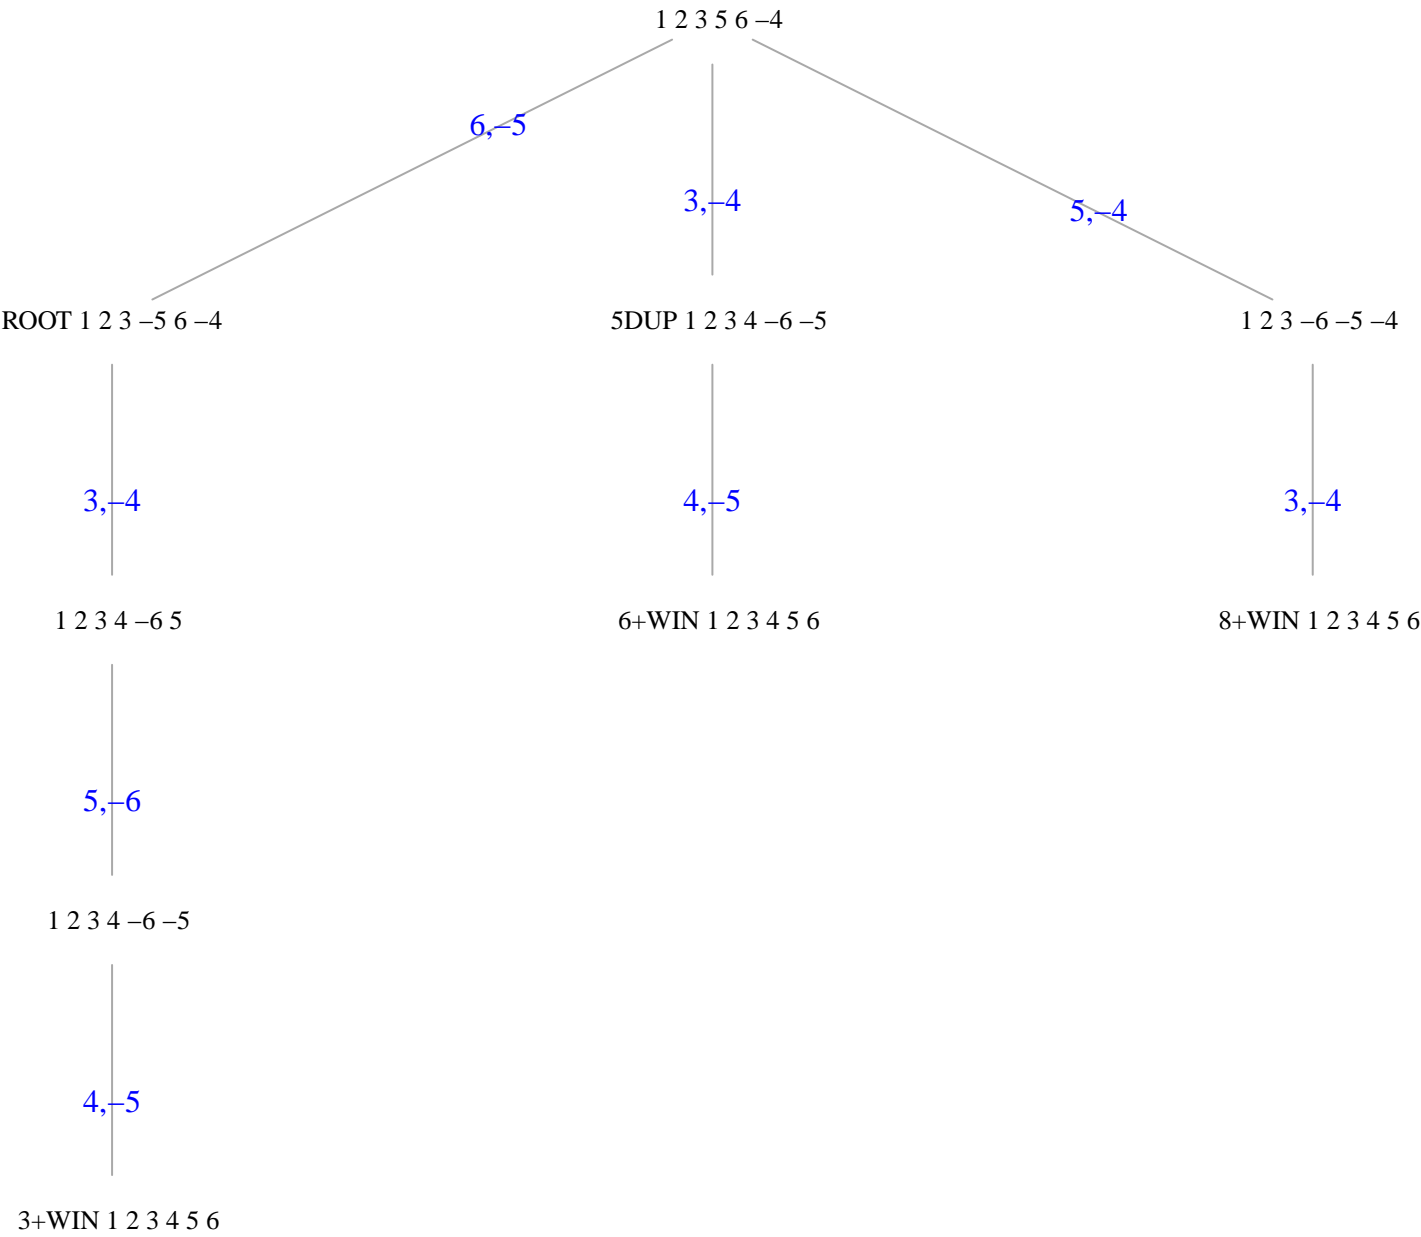 1 2 3 5 6 –4
6,–5
3,–4
5,–4
ROOT 1 2 3 –5 6 –4
5DUP 1 2 3 4 –6 –5
1 2 3 –6 –5 –4
3,–4
4,–5
3,–4
1 2 3 4 –6 5
6+WIN 1 2 3 4 5 6
8+WIN 1 2 3 4 5 6
5,–6
1 2 3 4 –6 –5
4,–5
3+WIN 1 2 3 4 5 6